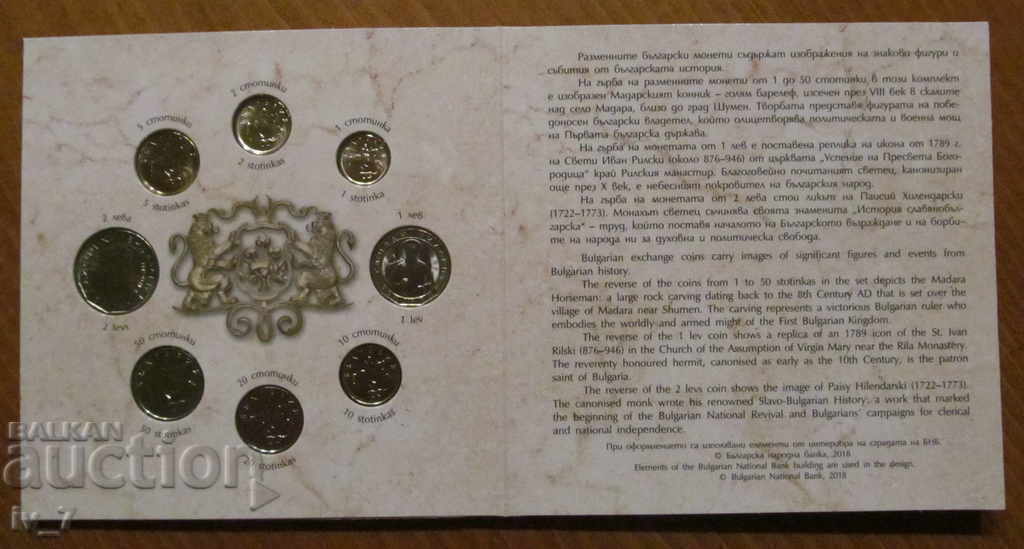 2 стотинки
2 stotinkas
1 стотинка
1 stotinka
5 стотинки
5 stotinkas
1 лев
1 lev
2 лева
2 levs
10 стотинки
10 stotinkas
50 стотинки
50 stotinkas
20 стотинки
stotinkas
BALKAN
auction
iv_7
Разменните български монети съдържат изображения на знакови фигури и
събития от българската история.
На гърба на разменните монети от 1 до 50 стотинки в този комплект
е изобразен Мадарският конник – голям барелеф, изсечен през VIII век в скалите
над село Мадара, близо до град Шумен. Творбата представя фигурата на побе-
доносен български владетел, който олицетворява политическата и военна мощ
на Първата българска държава.
На гърба на монетата от 1 лев е поставена реплика на икона от 1789 г.
на Свети Иван Рилски (около 876–946) от църквата „Успение на Пресвета Бого-
родица“ край Рилския манастир. Благоговейно почитаният светец, канонизиран
още през X век, е небесният покровител на българския народ.
На гърба на монетата от 2 лева стои ликът на Паисий Хилендарски
(1722–1773). Монахът светец съчинява своята знаменита "История славянобъл-
гарска" – труд, който поставя началото на Българското възраждане и на борби-
те на народа ни за духовна и политическа свобода.
Bulgarian exchange coins carry images of significant figures and events from
Bulgarian history.
The reverse of the coins from 1 to 50 stotinkas in the set depicts the Madara
Horseman: a large rock carving dating back to the 8th Century AD that is set over the
village of Madara near Shumen. The carving represents a victorious Bulgarian ruler who
embodies the worldly and armed might of the First Bulgarian Kingdom.
The reverse of the 1 lev coin shows a replica of an 1789 icon of the St. Ivan
Rilski (876–946) in the Church of the Assumption of Virgin Mary near the Rila Monastery.
The reverenty honoured hermit, canonised as early as the 10th Century, is the patron
saint of Bulgaria.
The reverse of the 2 levs coin shows the image of Paisy Hilendarski (1722–1773).
The canonised monk wrote his renowned Slavo-Bulgarian History, a work that marked
the beginning of the Bulgarian National Revival and Bulgarians' campaigns for clerical
and national independence.
При оформлението са използвани елементи от интериора на сградата на БНБ.
© Българска народна банка, 2018
Elements of the Bulgarian National Bank building are used in the design.
© Bulgarian National Bank, 2018